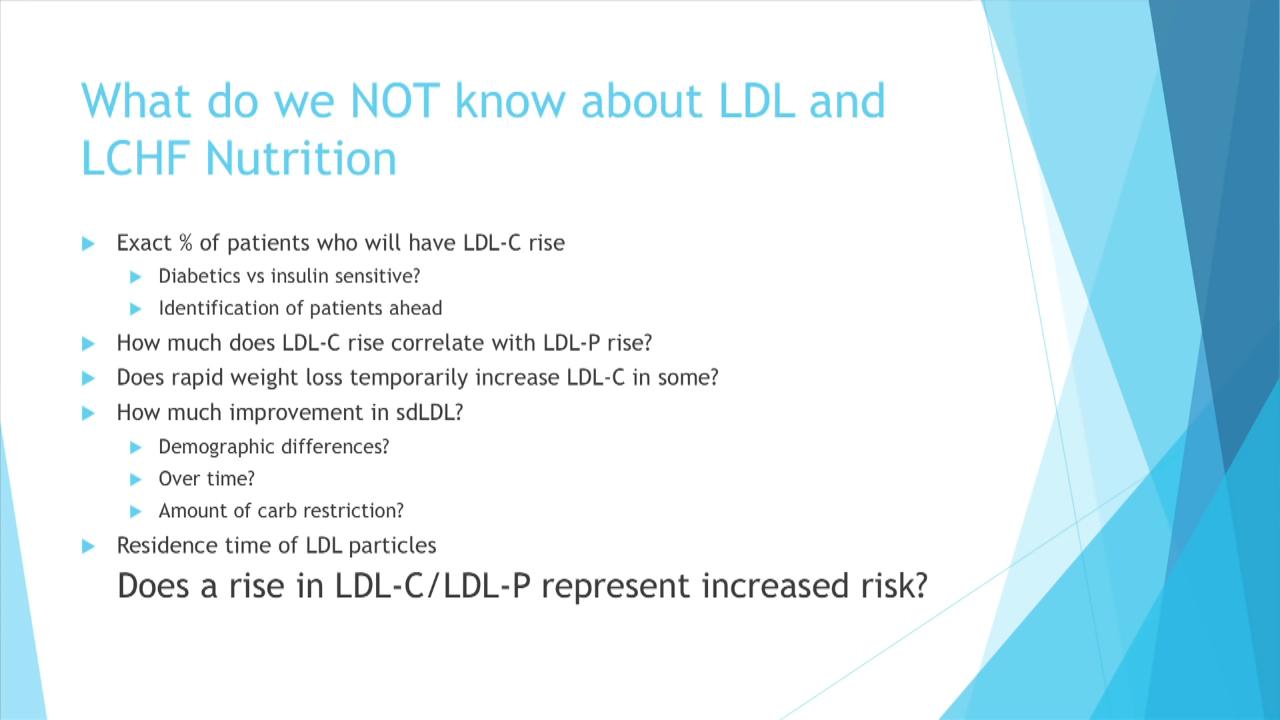 What do we NOT know about LDL and
LCHF Nutrition
Exact % of patients who will have LDL-C rise
Diabetics vs insulin sensitive?
Identification of patients ahead
How much does LDL-C rise correlate with LDL-P rise?
Does rapid weight loss temporarily increase LDL-C in some?
How much improvement in sdLDL?
Demographic differences?
Over time?
Amount of carb restriction?
Residence time of LDL particles
Does a rise in LDL-C/LDL-P represent increased risk?